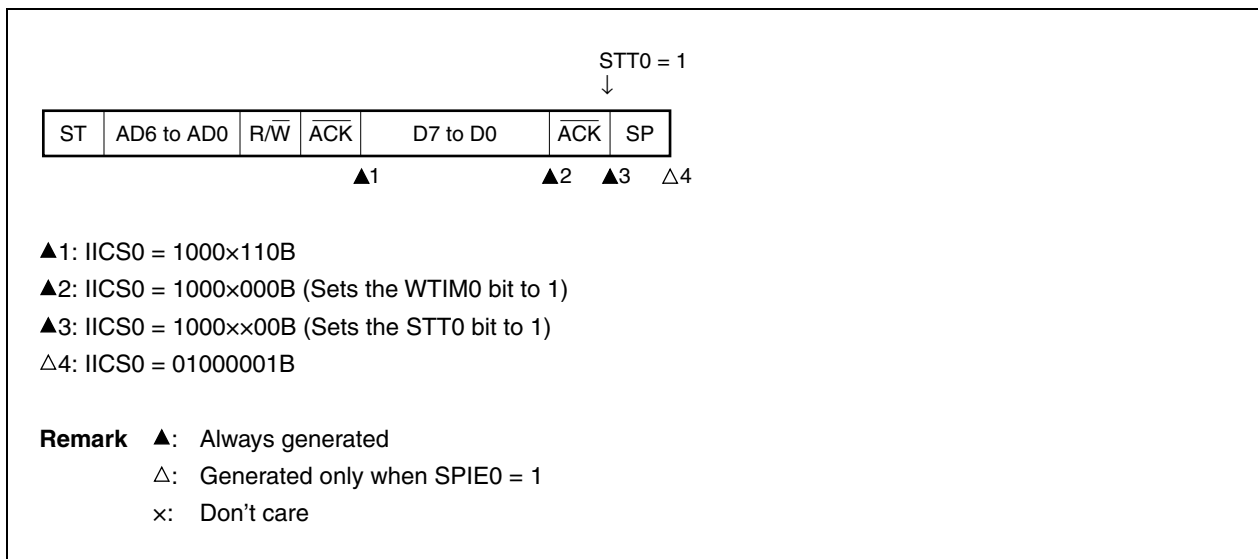 STT0 = 1
↓
ST AD6 to AD0 R/W̅ A̅C̅K̅ D7 to D0 A̅C̅K̅ SP
▲1 ▲2 ▲3 △4
▲1: IICS0 = 1000×110B
▲2: IICS0 = 1000×000B (Sets the WTIM0 bit to 1)
▲3: IICS0 = 1000××00B (Sets the STT0 bit to 1)
△4: IICS0 = 01000001B
Remark ▲: Always generated
△: Generated only when SPIE0 = 1
×: Don't care